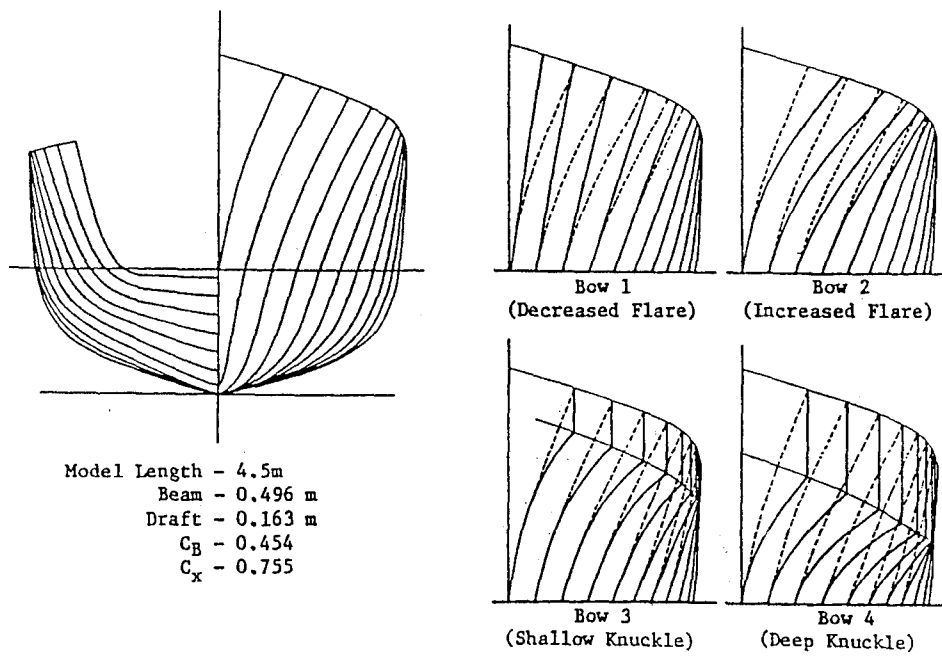 Model Length - 4.5m
Beam - 0.496 m
Draft - 0.163 m
C_B - 0.454
C_x - 0.755
Bow 1
(Decreased Flare)
Bow 2
(Increased Flare)
Bow 3
(Shallow Knuckle)
Bow 4
(Deep Knuckle)